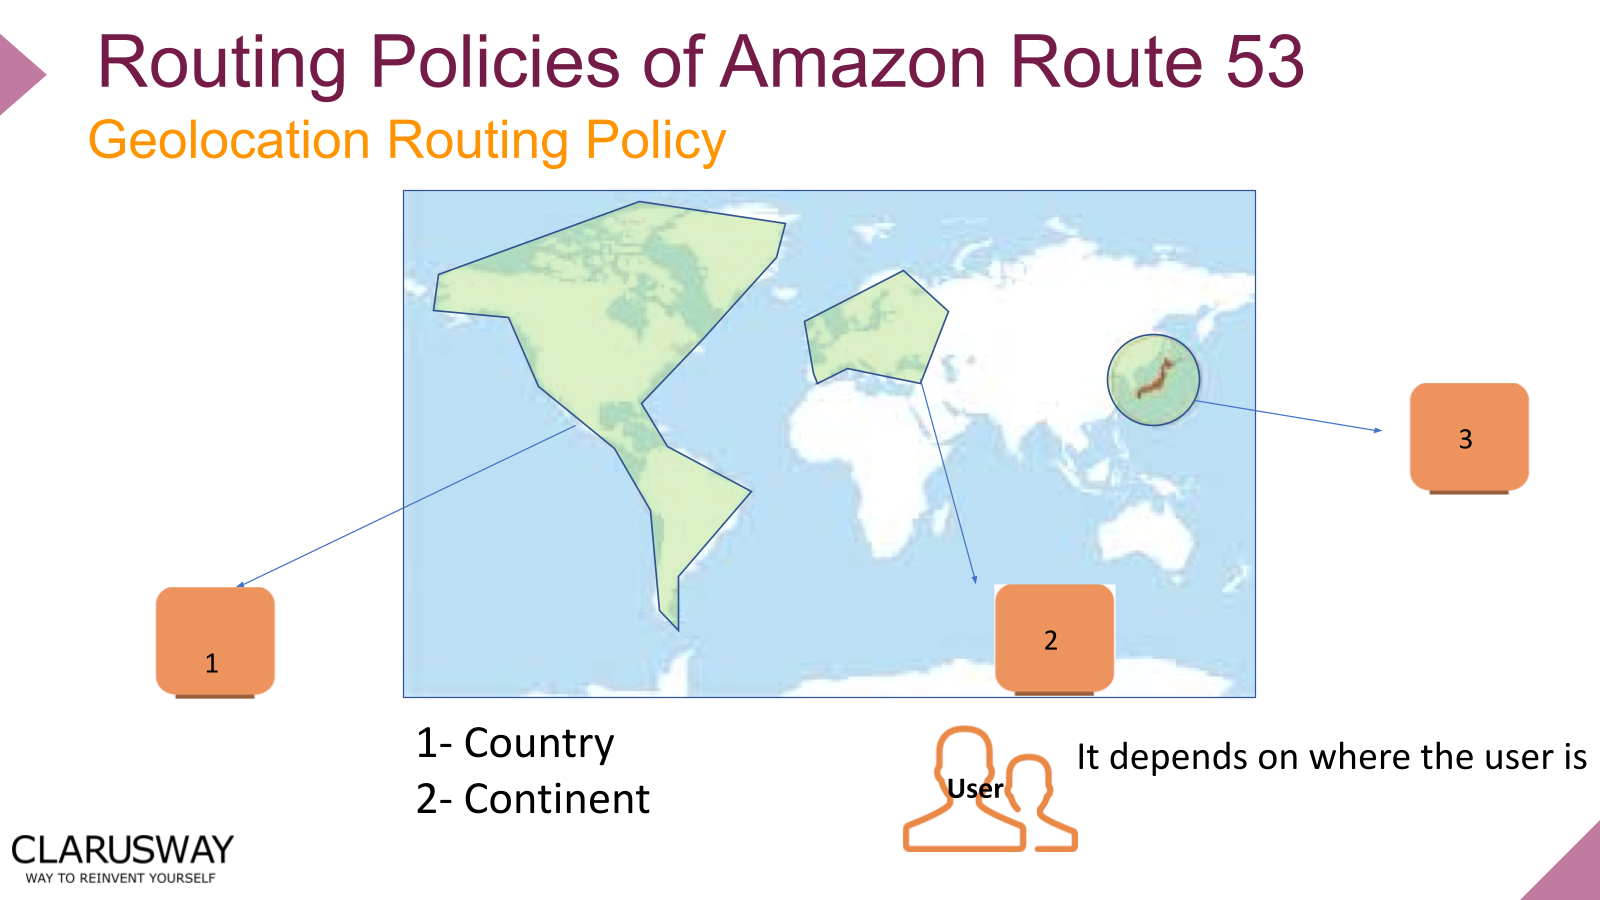 Routing Policies of Amazon Route 53
Geolocation Routing Policy
3
1
2
1- Country
2- Continent
User
It depends on where the user is
CLARUSWAY
WAY TO REINVENT YOURSELF